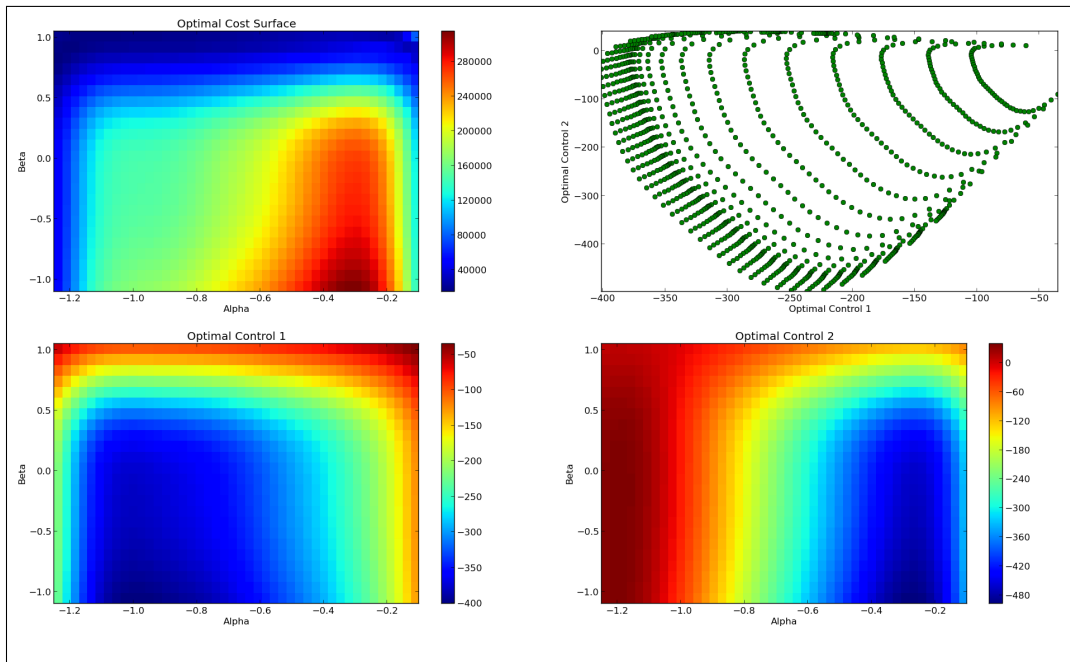 Optimal Cost Surface
1.0
0.5
0.0
−0.5
−1.0
Beta
−1.2 −1.0 −0.8 −0.6 −0.4 −0.2
Alpha
280000
240000
200000
160000
120000
80000
40000
0
−100
−200
−300
−400
Optimal Control 2
−400 −350 −300 −250 −200 −150 −100 −50
Optimal Control 1
Optimal Control 1
1.0
0.5
0.0
−0.5
−1.0
Beta
−1.2 −1.0 −0.8 −0.6 −0.4 −0.2
Alpha
−50
−100
−150
−200
−250
−300
−350
−400
Optimal Control 2
1.0
0.5
0.0
−0.5
−1.0
Beta
−1.2 −1.0 −0.8 −0.6 −0.4 −0.2
Alpha
0
−60
−120
−180
−240
−300
−360
−420
−480